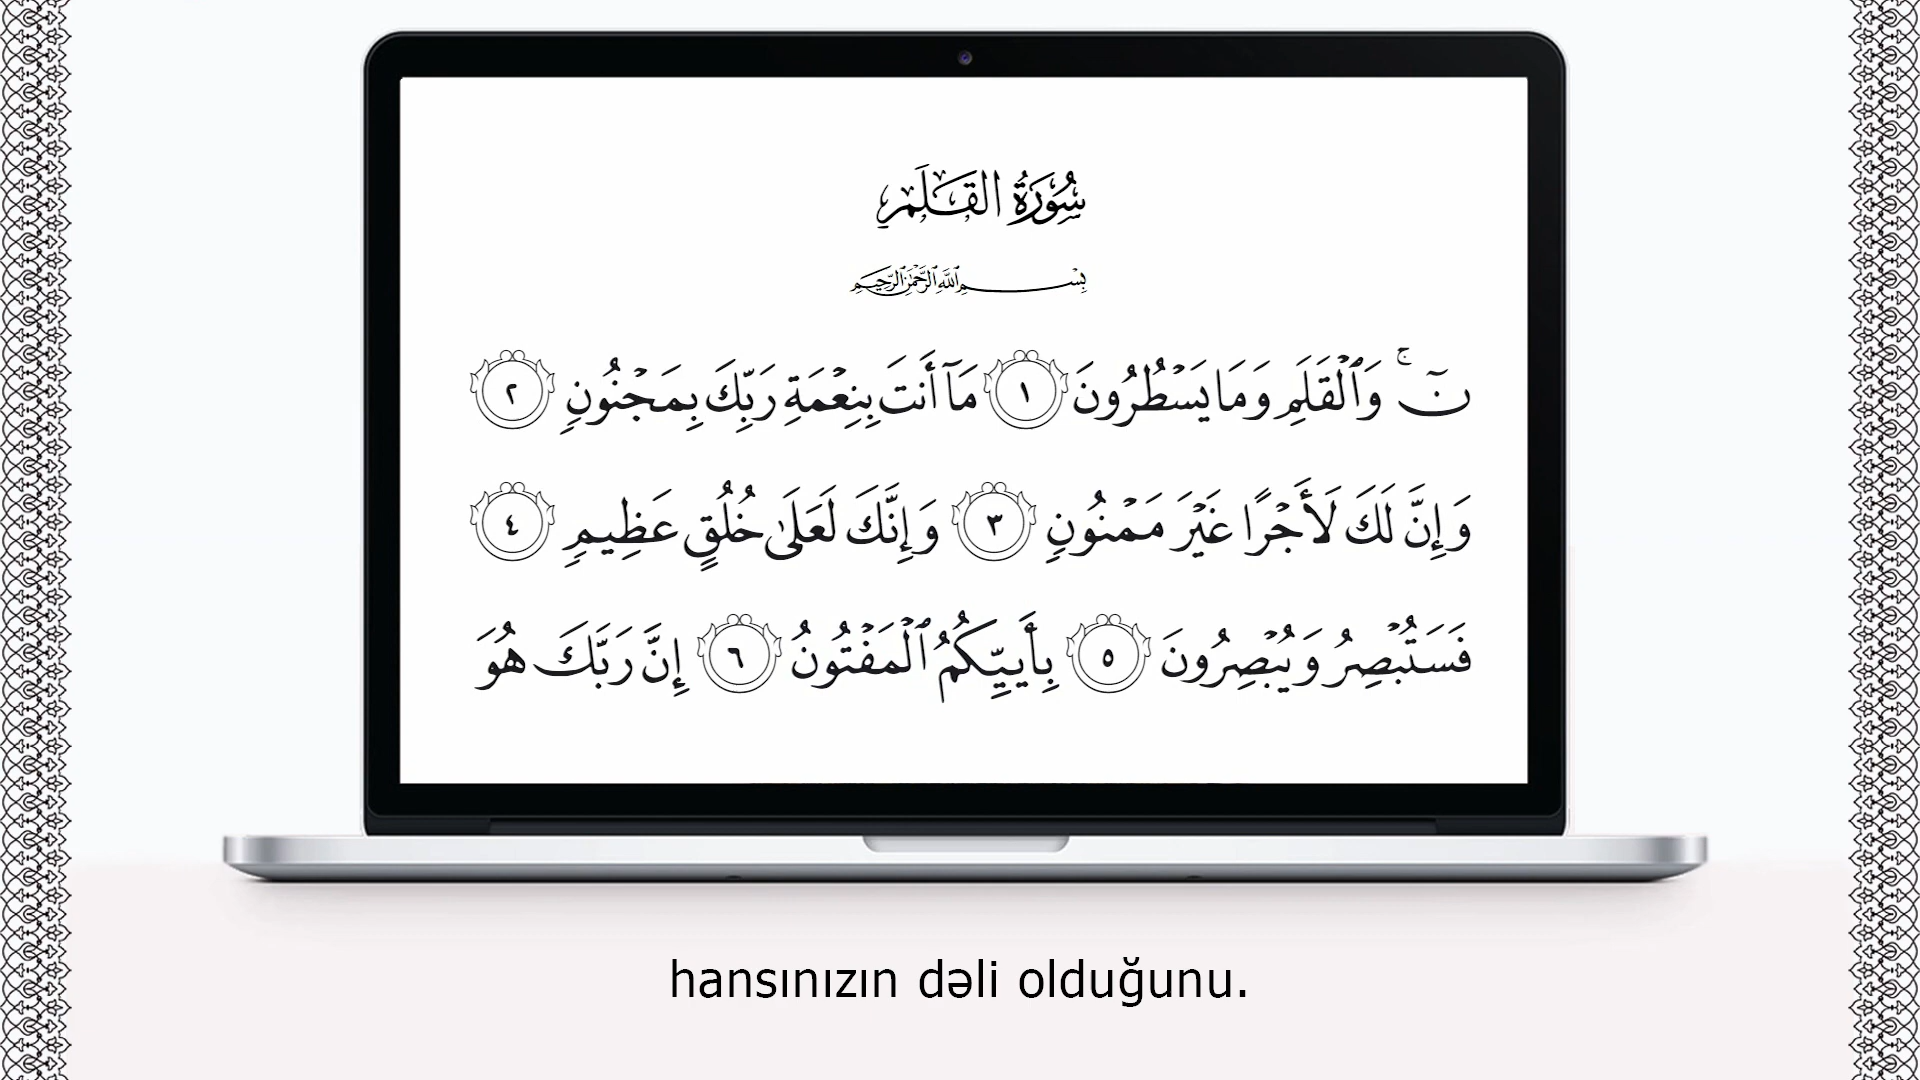 سُورَةُ القَلَمِ
بِسْمِ اللَّهِ الرَّحْمَٰنِ الرَّحِيمِ
نٓ ۚ وَٱلْقَلَمِ وَمَا يَسْطُرُونَ ١ مَآ أَنتَ بِنِعْمَةِ رَبِّكَ بِمَجْنُونٍ ٢
وَإِنَّ لَكَ لَأَجْرًا غَيْرَ مَمْنُونٍ ٣ وَإِنَّكَ لَعَلَىٰ خُلُقٍ عَظِيمٍ ٤
فَسَتُبْصِرُ وَيُبْصِرُونَ ٥ بِأَييِّكُمُ ٱلْمَفْتُونُ ٦ إِنَّ رَبَّكَ هُوَ
hansınızın dəli olduğunu.